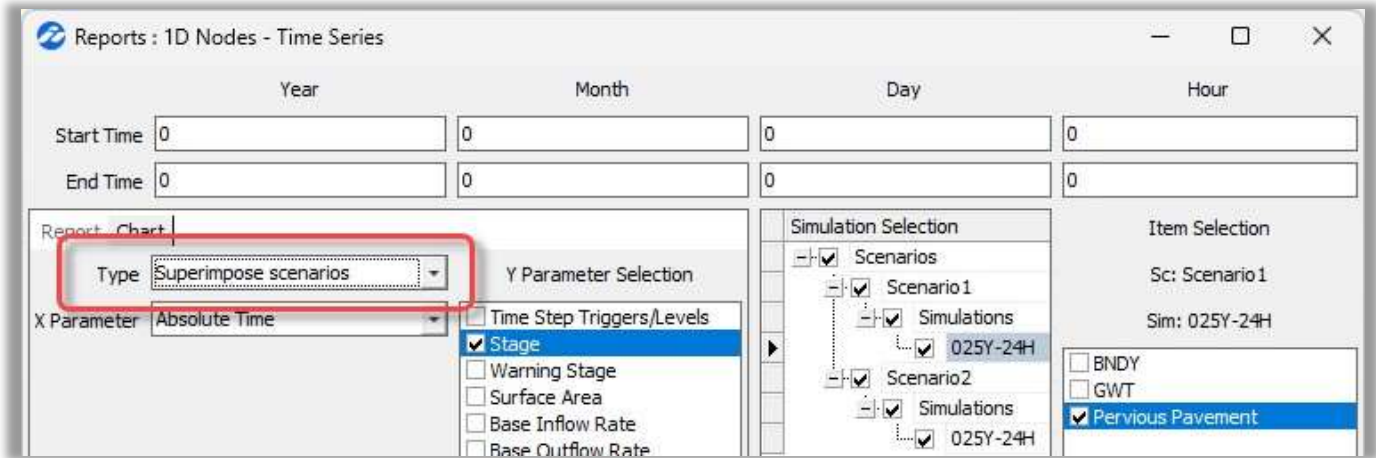 Reports : 1D Nodes - Time Series
Year Month Day Hour
Start Time 0 0 0 0
End Time 0 0 0 0
Report Chart
Type Superimpose scenarios
X Parameter Absolute Time
Y Parameter Selection
Time Step Triggers/Levels
Stage
Warning Stage
Surface Area
Base Inflow Rate
Base Outflow Rate
Simulation Selection
Scenarios
Scenario1
Simulations
025Y-24H
Scenario2
Simulations
025Y-24H
Item Selection
Sc: Scenario1
Sim: 025Y-24H
BNDY
GWT
Pervious Pavement